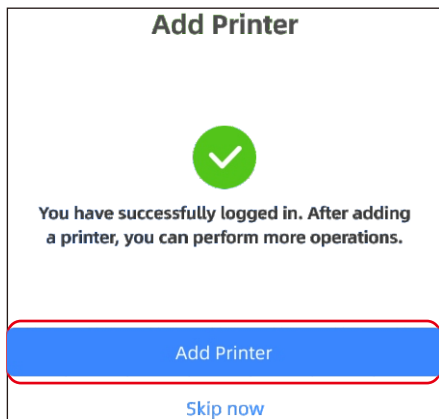 Add Printer
You have successfully logged in. After adding
a printer, you can perform more operations.
Add Printer
Skip now